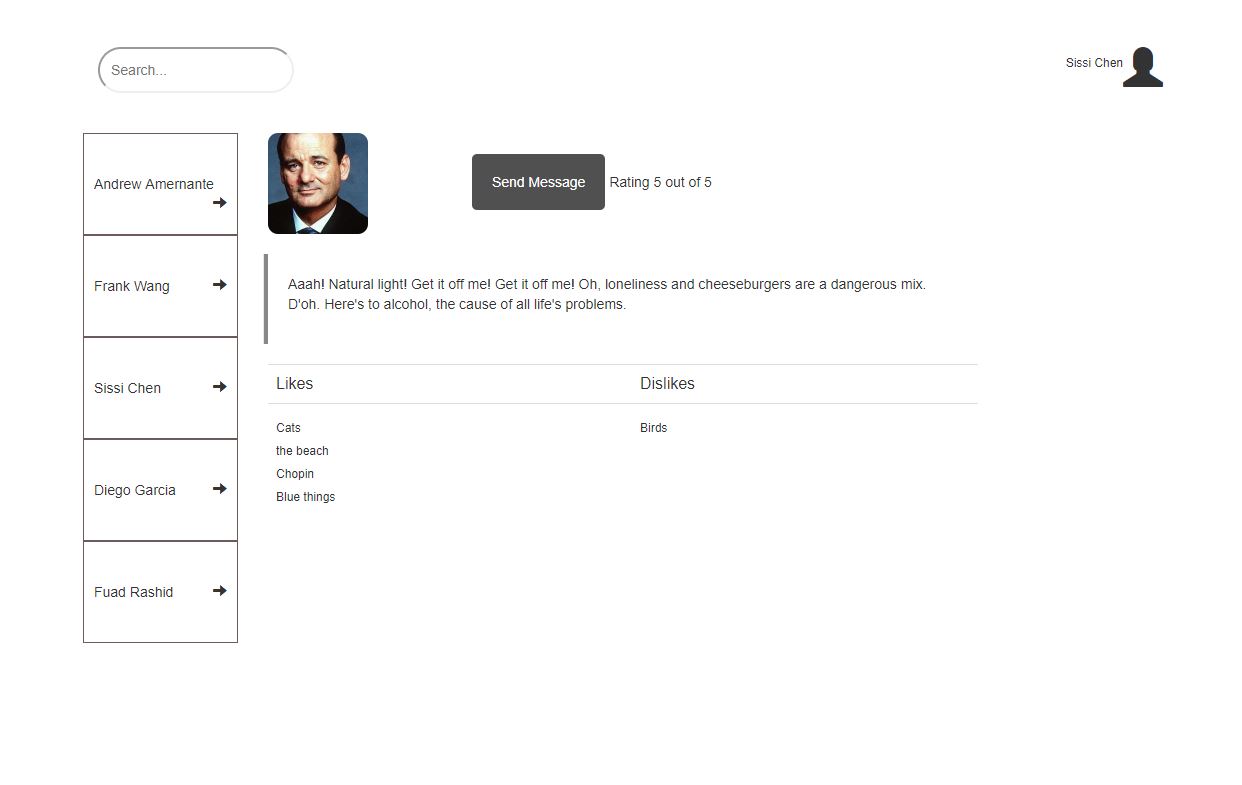 Search...
Sissi Chen
Andrew Amernante
Frank Wang
Sissi Chen
Diego Garcia
Fuad Rashid
Send Message
Rating 5 out of 5
Aaah! Natural light! Get it off me! Get it off me! Oh, loneliness and cheeseburgers are a dangerous mix.
D'oh. Here's to alcohol, the cause of all life's problems.
Likes
Dislikes
Cats
Birds
the beach
Chopin
Blue things